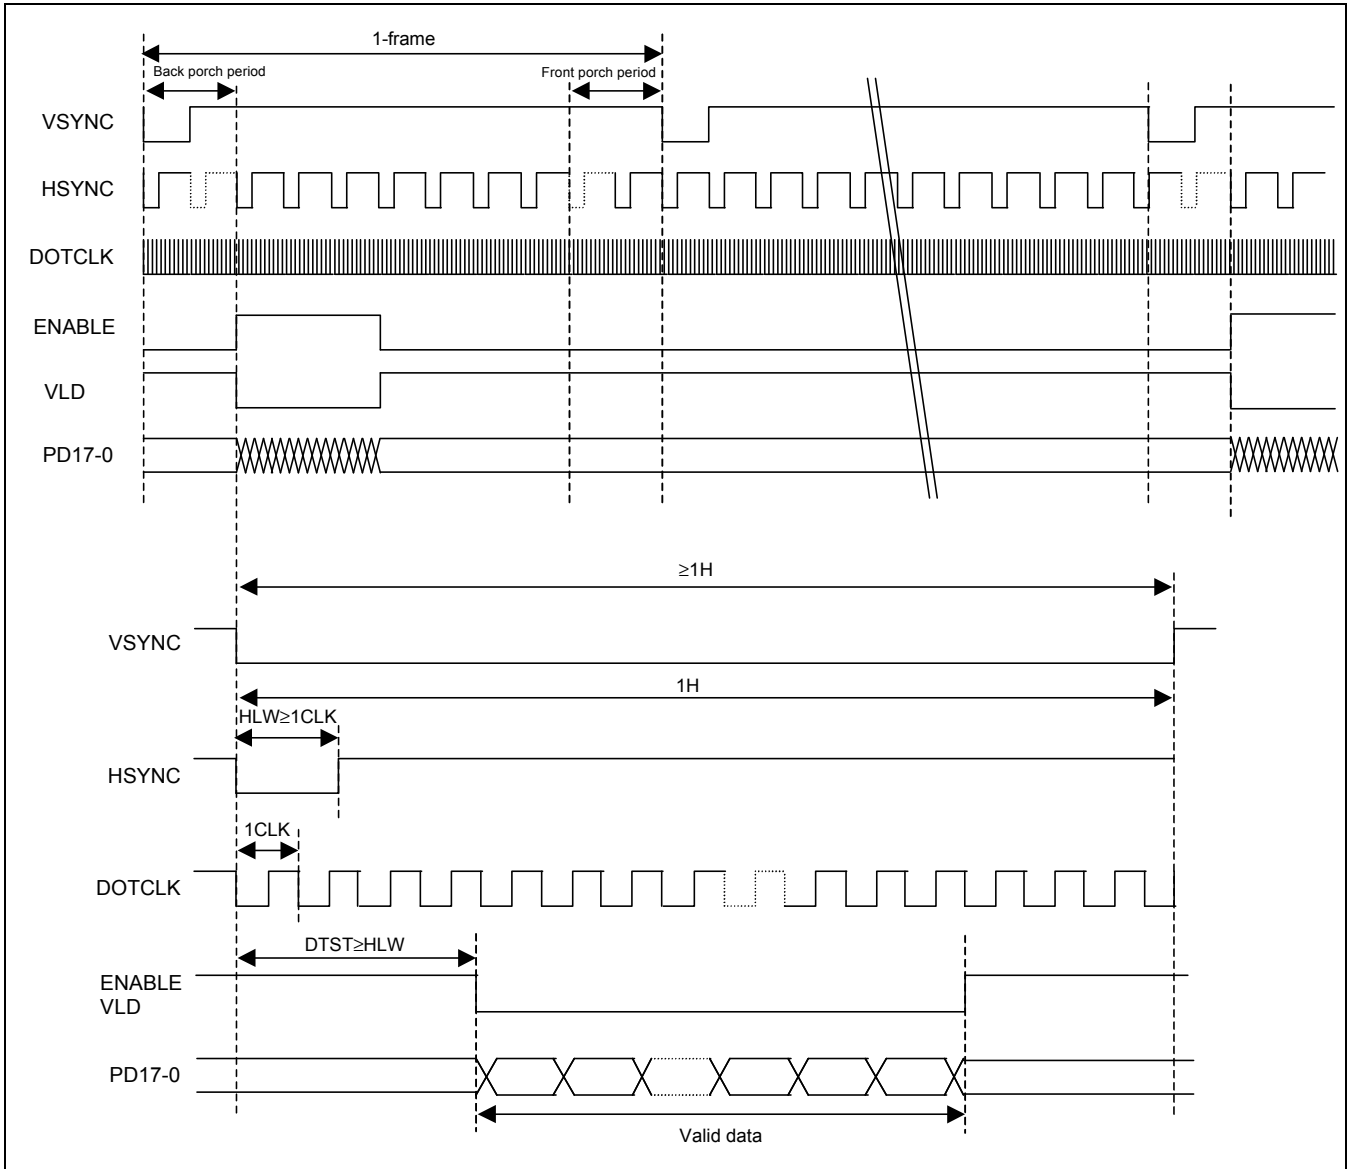 1-frame
Back porch period
Front porch period
VSYNC
HSYNC
DOTCLK
ENABLE
VLD
PD17-0
≥1H
VSYNC
1H
HLW≥1CLK
HSYNC
1CLK
DOTCLK
DTST≥HLW
ENABLE
VLD
PD17-0
Valid data